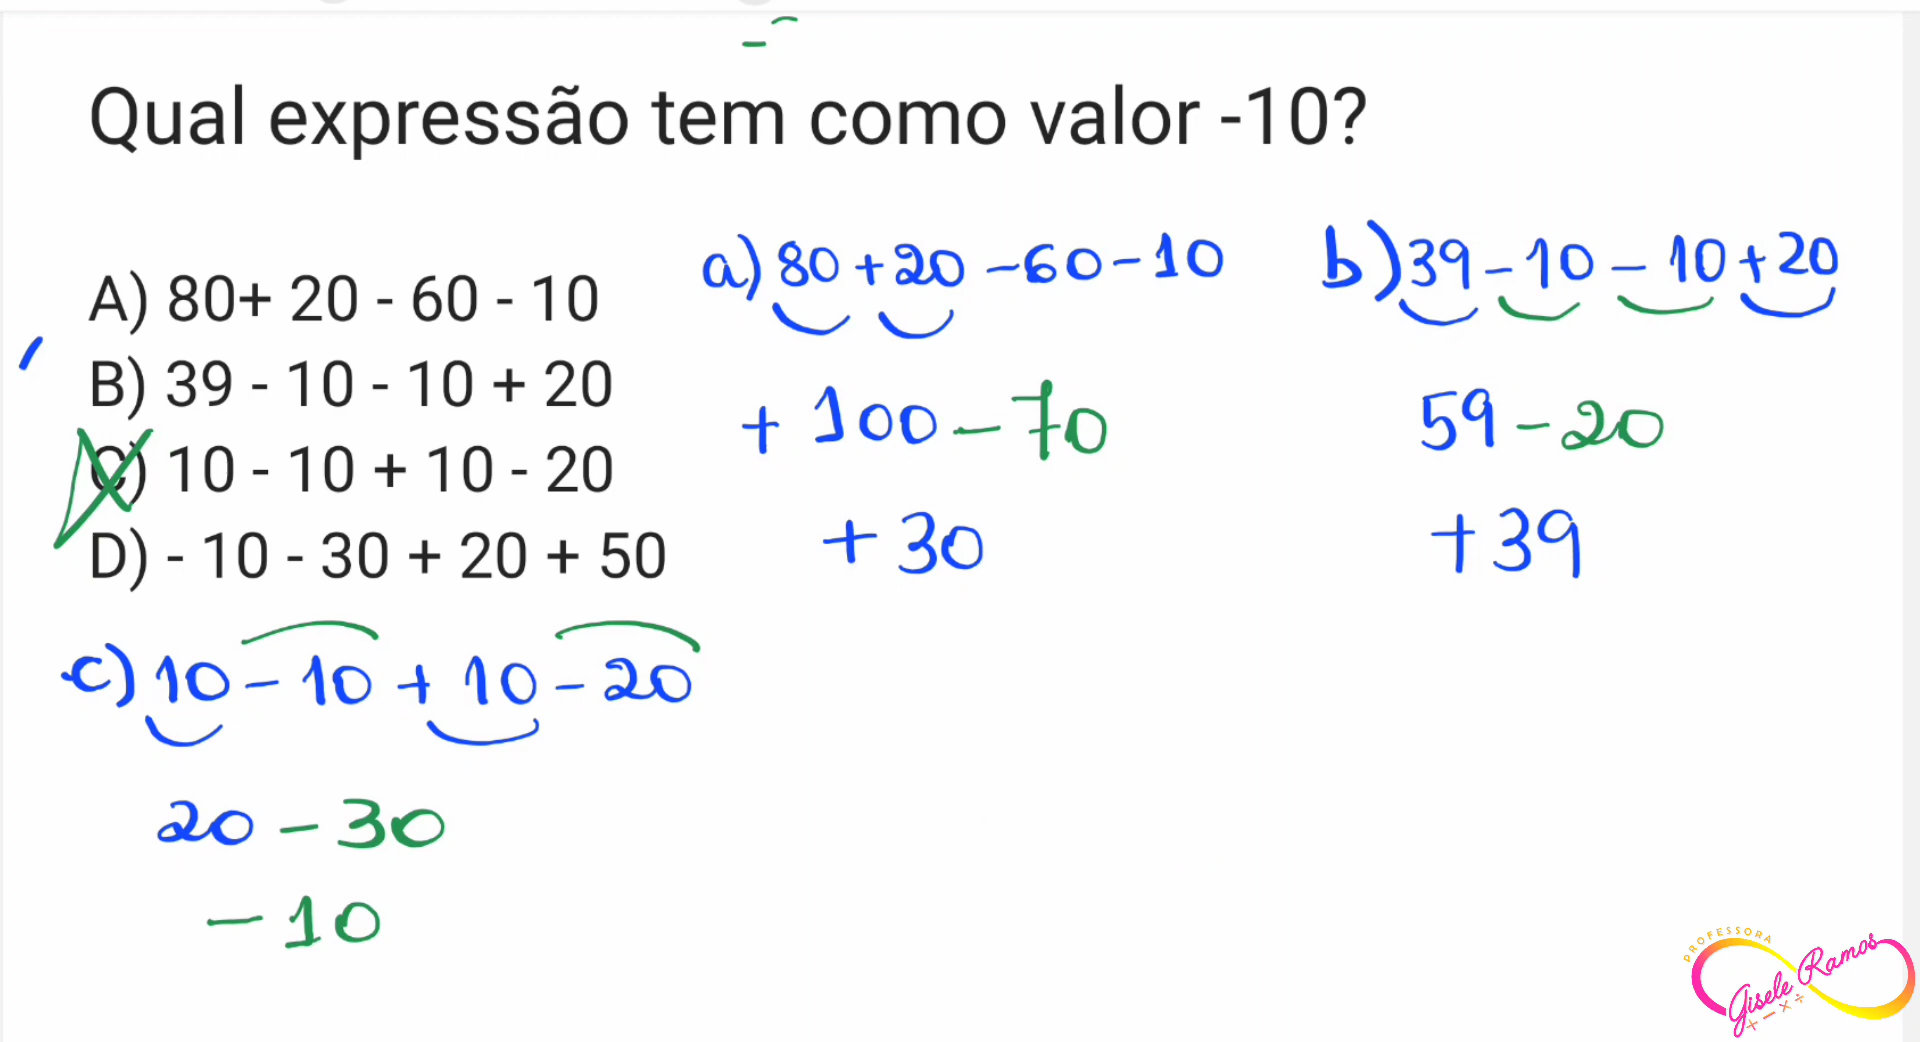 Qual expressão tem como valor -10?
A) 80+ 20 - 60 - 10
B) 39 - 10 - 10 + 20
C) 10 - 10 + 10 - 20
D) - 10 - 30 + 20 + 50
a) 80 + 20 - 60 - 10
+ 100 - 70
+ 30
b) 39 - 10 - 10 + 20
59 - 20
+ 39
c) 10 - 10 + 10 - 20
20 - 30
- 10
PROFESSORA
Gisele Ramos
+ − × ÷